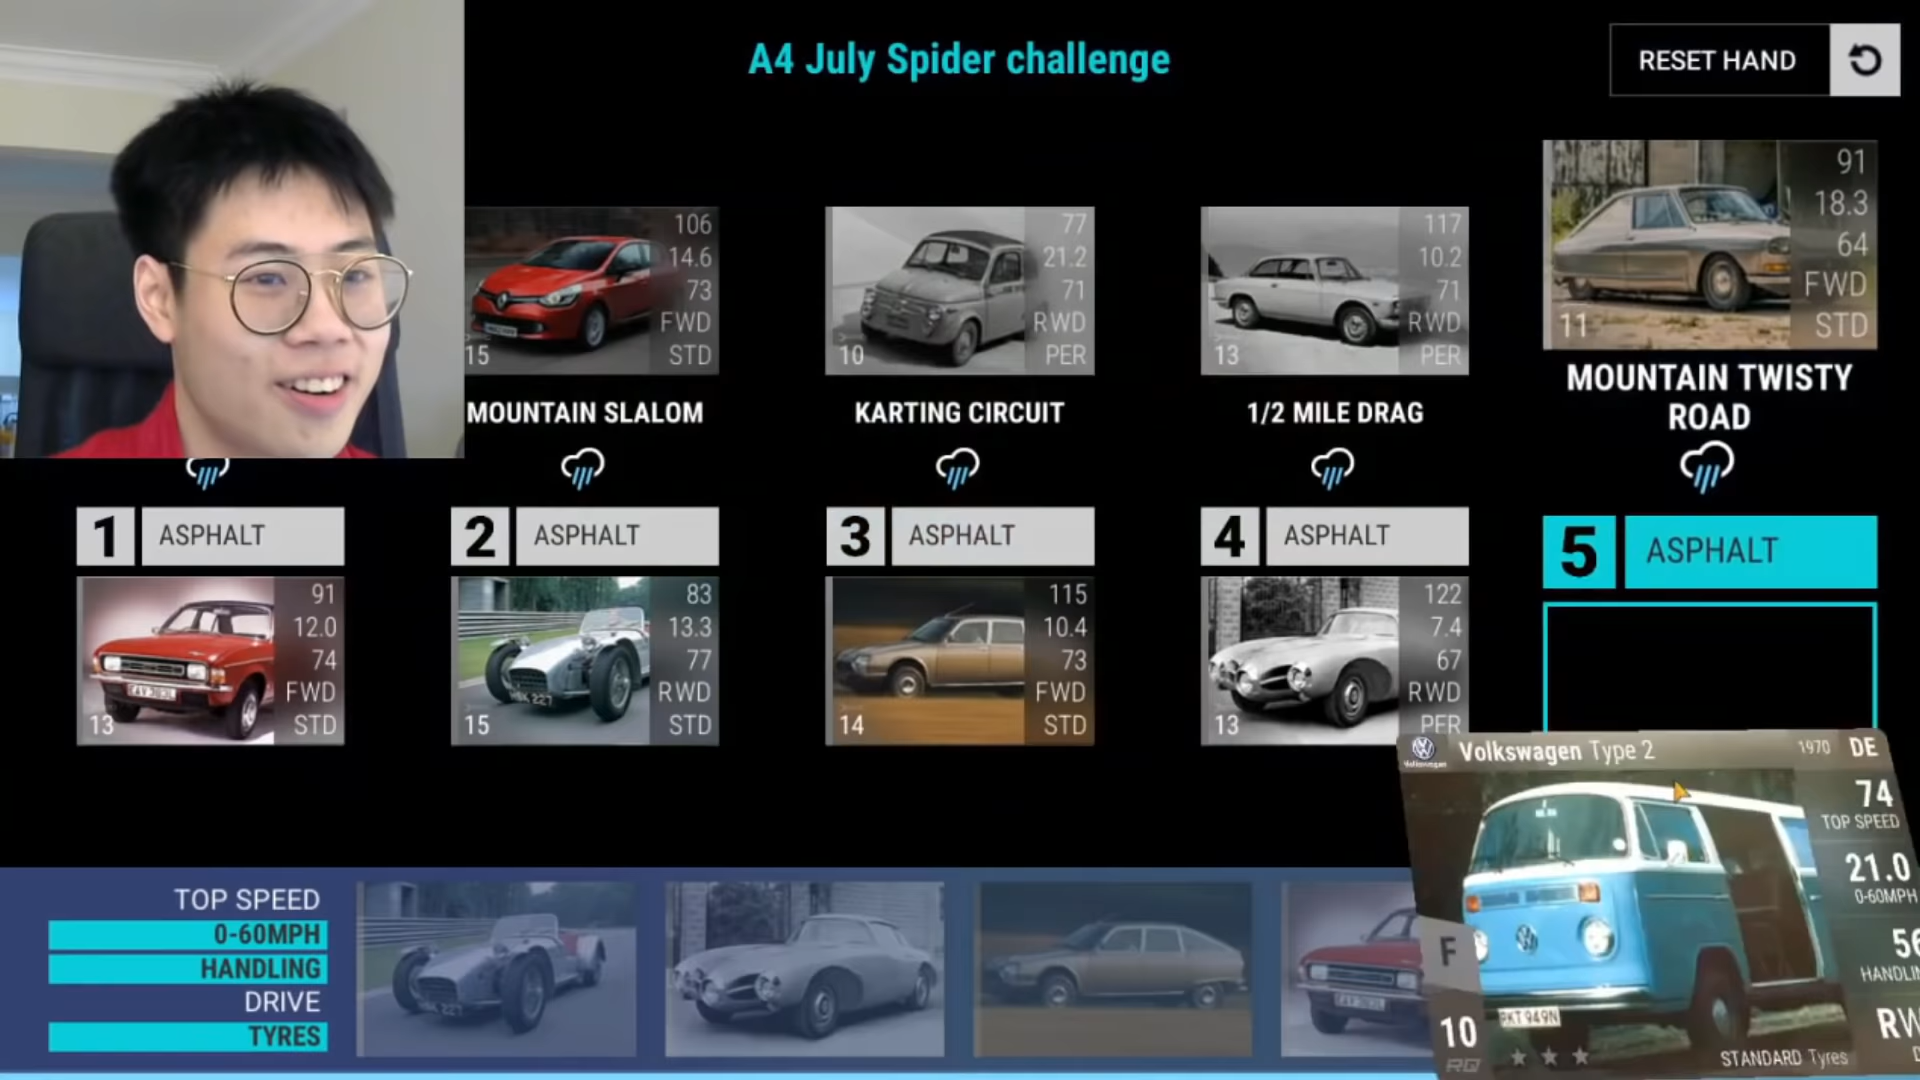 A4 July Spider challenge
RESET HAND
106
14.6
73
FWD
STD
15
77
21.2
71
RWD
PER
10
117
10.2
71
RWD
PER
13
91
18.3
64
FWD
STD
11
MOUNTAIN SLALOM
KARTING CIRCUIT
1/2 MILE DRAG
MOUNTAIN TWISTY
ROAD
1 ASPHALT
2 ASPHALT
3 ASPHALT
4 ASPHALT
5 ASPHALT
91
12.0
74
FWD
STD
13
83
13.3
77
RWD
STD
15
115
10.4
73
FWD
STD
14
122
7.4
67
RWD
PER
13
Volkswagen Type 2
1970 DE
74
TOP SPEED
21.0
0-60MPH
56
HANDLIN
RW
F
10
RQ
STANDARD Tyres
TOP SPEED
0-60MPH
HANDLING
DRIVE
TYRES